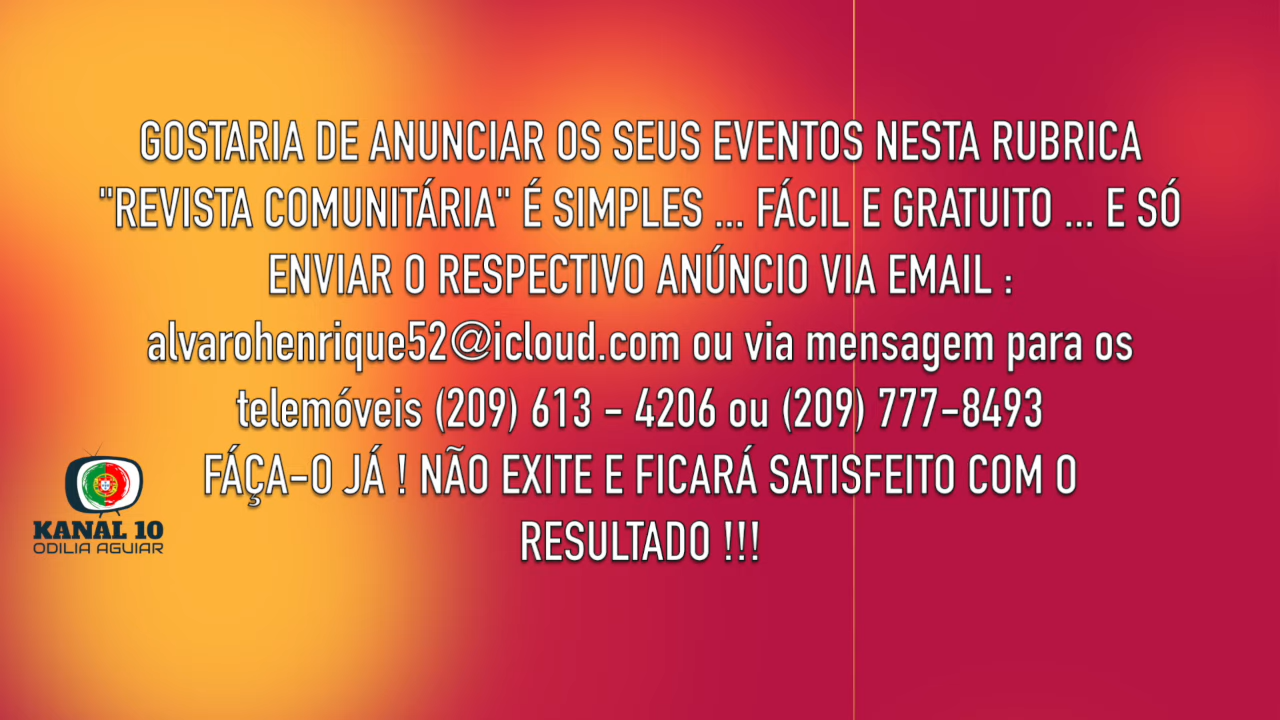 GOSTARIA DE ANUNCIAR OS SEUS EVENTOS NESTA RUBRICA
"REVISTA COMUNITÁRIA" É SIMPLES ... FÁCIL E GRATUITO ... E SÓ
ENVIAR O RESPECTIVO ANÚNCIO VIA EMAIL :
alvarohenrique52@icloud.com ou via mensagem para os
telemóveis (209) 613 - 4206 ou (209) 777-8493
FÁÇA-O JÁ ! NÃO EXITE E FICARÁ SATISFEITO COM O
RESULTADO !!!
KANAL 10
ODILIA AGUIAR